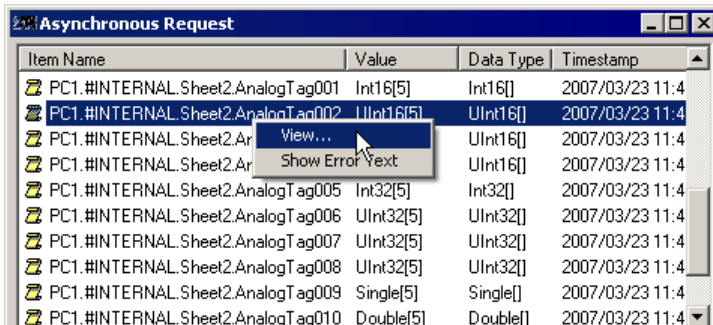 Asynchronous Request
Item Name Value Data Type Timestamp
PC1.#INTERNAL.Sheet2.AnalogTag001 Int16[5] Int16[] 2007/03/23 11:4
PC1.#INTERNAL.Sheet2.AnalogTag002 UInt16[5] UInt16[] 2007/03/23 11:4
PC1.#INTERNAL.Sheet2.Ar View... UInt16[] 2007/03/23 11:4
PC1.#INTERNAL.Sheet2.Ar Show Error Text UInt16[] 2007/03/23 11:4
PC1.#INTERNAL.Sheet2.AnalogTag005 Int32[5] Int32[] 2007/03/23 11:4
PC1.#INTERNAL.Sheet2.AnalogTag006 UInt32[5] UInt32[] 2007/03/23 11:4
PC1.#INTERNAL.Sheet2.AnalogTag007 UInt32[5] UInt32[] 2007/03/23 11:4
PC1.#INTERNAL.Sheet2.AnalogTag008 UInt32[5] UInt32[] 2007/03/23 11:4
PC1.#INTERNAL.Sheet2.AnalogTag009 Single[5] Single[] 2007/03/23 11:4
PC1.#INTERNAL.Sheet2.AnalogTag010 Double[5] Double[] 2007/03/23 11:4